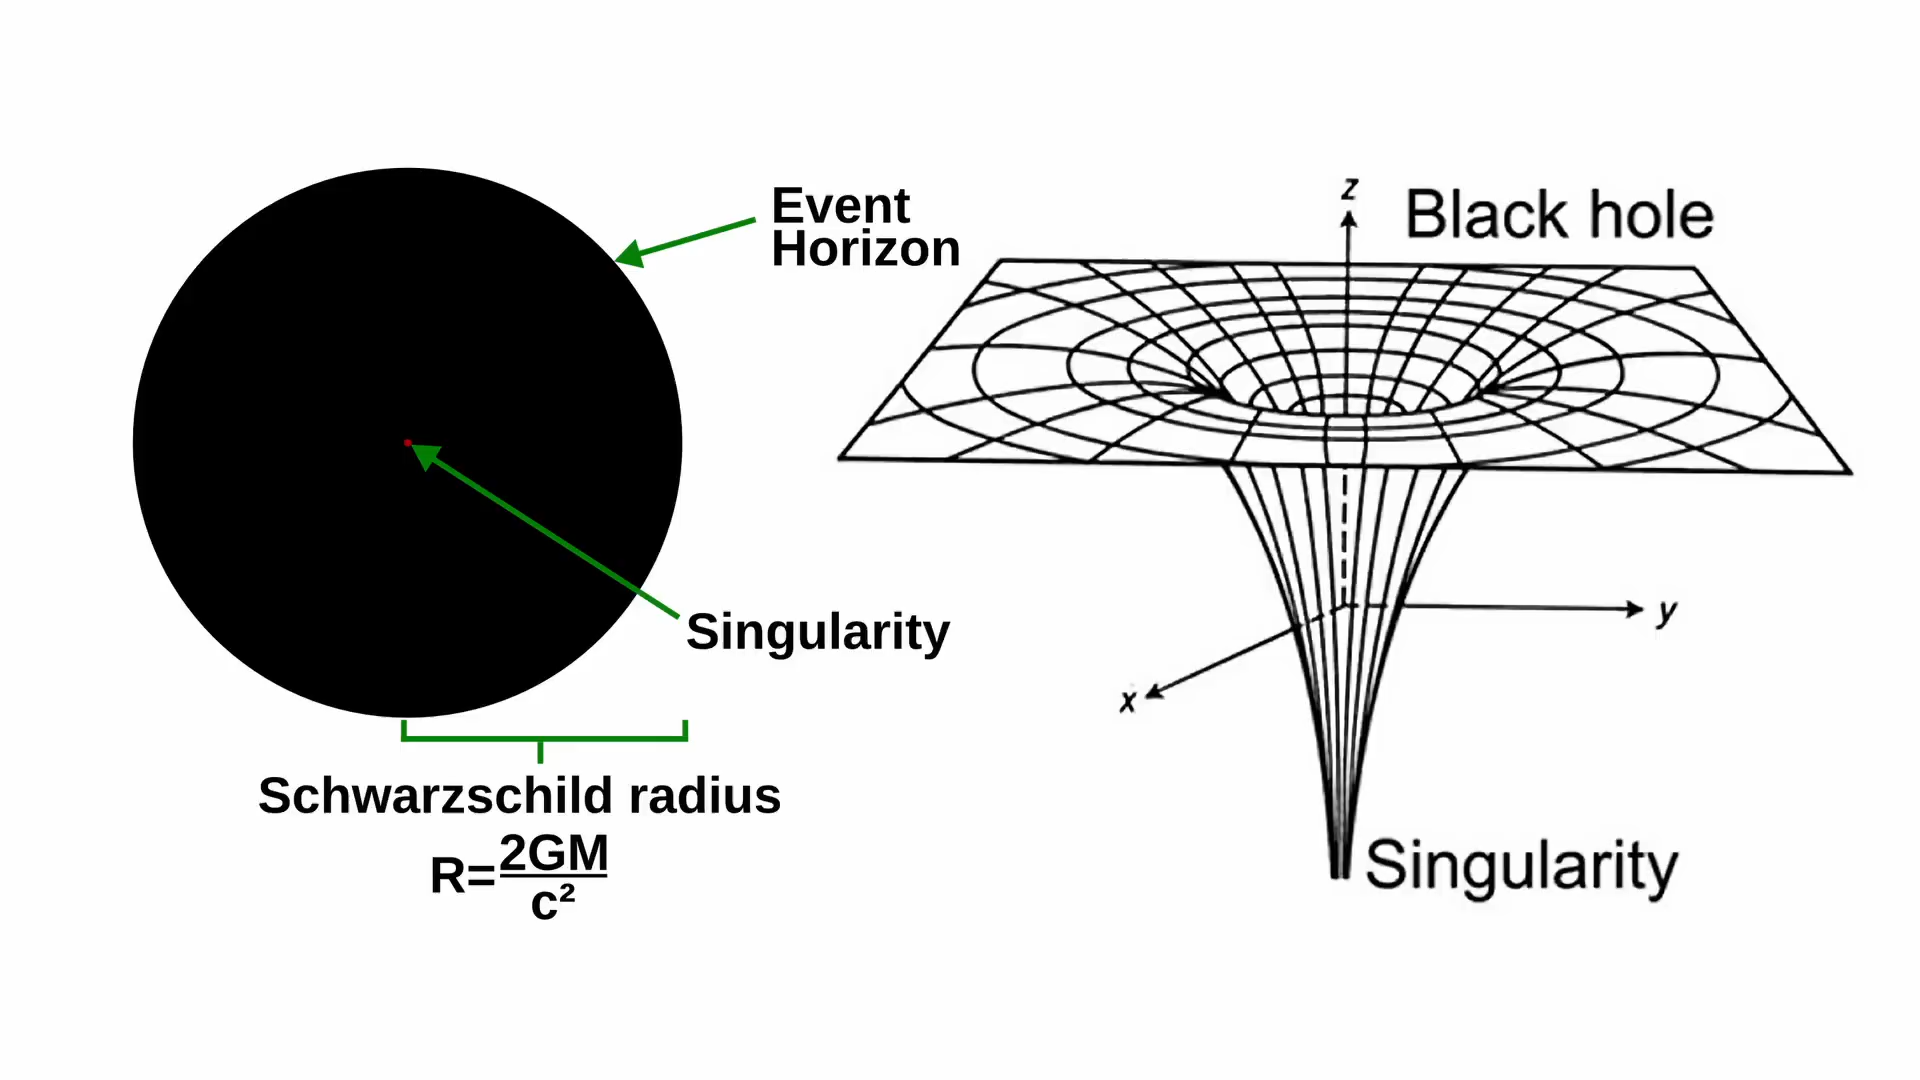 Event
Horizon
Singularity
Schwarzschild radius
R=2GM
c²
z
Black hole
y
x
Singularity